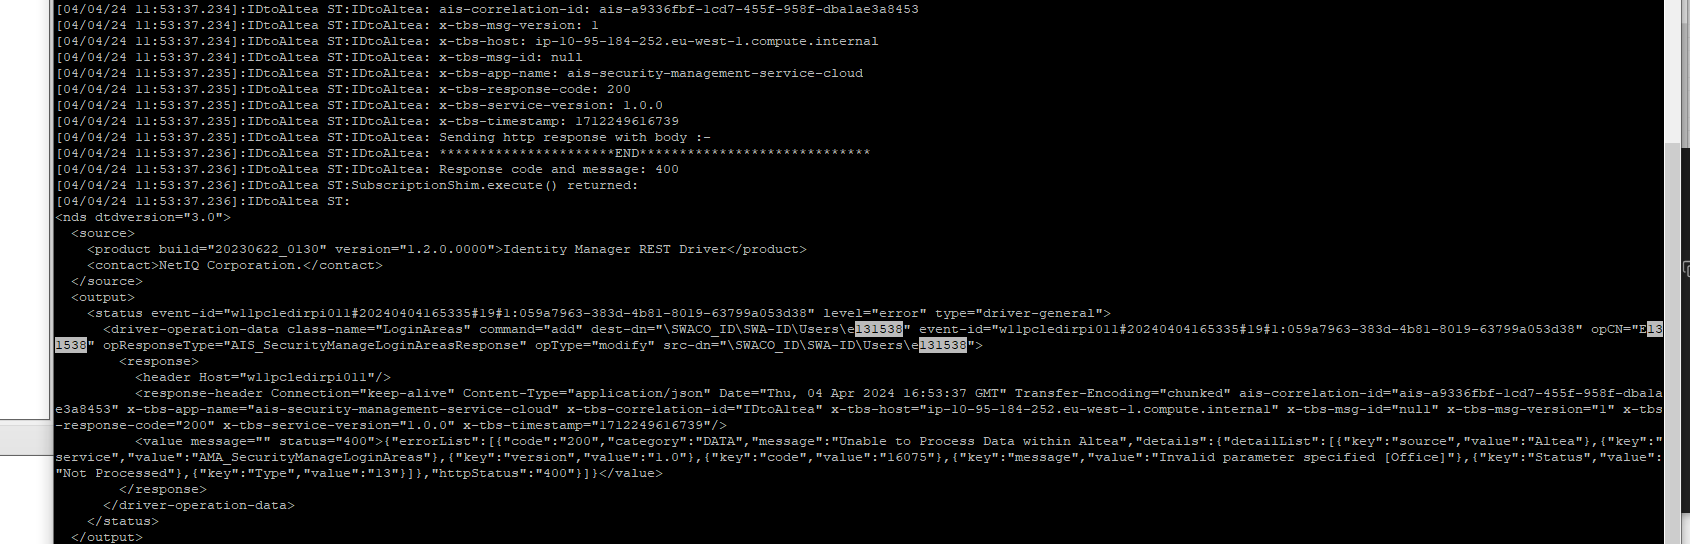 [04/04/24 11:53:37.234]:IDtoAltea ST:IDtoAltea: ais-correlation-id: ais-a9336fbf-1cd7-455f-958f-dba1ae3a8453
[04/04/24 11:53:37.234]:IDtoAltea ST:IDtoAltea: x-tbs-msg-version: 1
[04/04/24 11:53:37.234]:IDtoAltea ST:IDtoAltea: x-tbs-host: ip-10-95-184-252.eu-west-1.compute.internal
[04/04/24 11:53:37.234]:IDtoAltea ST:IDtoAltea: x-tbs-msg-id: null
[04/04/24 11:53:37.235]:IDtoAltea ST:IDtoAltea: x-tbs-app-name: ais-security-management-service-cloud
[04/04/24 11:53:37.235]:IDtoAltea ST:IDtoAltea: x-tbs-response-code: 200
[04/04/24 11:53:37.235]:IDtoAltea ST:IDtoAltea: x-tbs-service-version: 1.0.0
[04/04/24 11:53:37.235]:IDtoAltea ST:IDtoAltea: x-tbs-timestamp: 1712249616739
[04/04/24 11:53:37.235]:IDtoAltea ST:IDtoAltea: Sending http response with body :-
[04/04/24 11:53:37.236]:IDtoAltea ST:IDtoAltea: **********************END*****************************
[04/04/24 11:53:37.236]:IDtoAltea ST:IDtoAltea: Response code and message: 400
[04/04/24 11:53:37.236]:IDtoAltea ST:SubscriptionShim.execute() returned:
[04/04/24 11:53:37.236]:IDtoAltea ST:
<nds dtdversion="3.0">
<source>
<product build="20230622_0130" version="1.2.0.0000">Identity Manager REST Driver</product>
<contact>NetIQ Corporation.</contact>
</source>
<output>
<status event-id="w11pcledirpi011#20240404165335#19#1:059a7963-383d-4b81-8019-63799a053d38" level="error" type="driver-general">
<driver-operation-data class-name="LoginAreas" command="add" dest-dn="\SWACO_ID\SWA-ID\Users\e131538" event-id="w11pcledirpi011#20240404165335#19#1:059a7963-383d-4b81-8019-63799a053d38" opCN="E13
1538" opResponseType="AIS_SecurityManageLoginAreasResponse" opType="modify" src-dn="\SWACO_ID\SWA-ID\Users\e131538">
<response>
<header Host="w11pcledirpi011"/>
<response-header Connection="keep-alive" Content-Type="application/json" Date="Thu, 04 Apr 2024 16:53:37 GMT" Transfer-Encoding="chunked" ais-correlation-id="ais-a9336fbf-1cd7-455f-958f-dba1a
e3a8453" x-tbs-app-name="ais-security-management-service-cloud" x-tbs-correlation-id="IDtoAltea" x-tbs-host="ip-10-95-184-252.eu-west-1.compute.internal" x-tbs-msg-id="null" x-tbs-msg-version="1" x-tbs
-response-code="200" x-tbs-service-version="1.0.0" x-tbs-timestamp="1712249616739"/>
<value message="" status="400">{"errorList":[{"code":"200","category":"DATA","message":"Unable to Process Data within Altea","details":{"detailList":[{"key":"source","value":"Altea"},{"key":"
service","value":"AMA_SecurityManageLoginAreas"},{"key":"version","value":"1.0"},{"key":"code","value":"16075"},{"key":"message","value":"Invalid parameter specified [Office]"},{"key":"Status","value":
"Not Processed"},{"key":"Type","value":"13"}]},"httpStatus":"400"}]}</value>
</response>
</driver-operation-data>
</status>
</output>